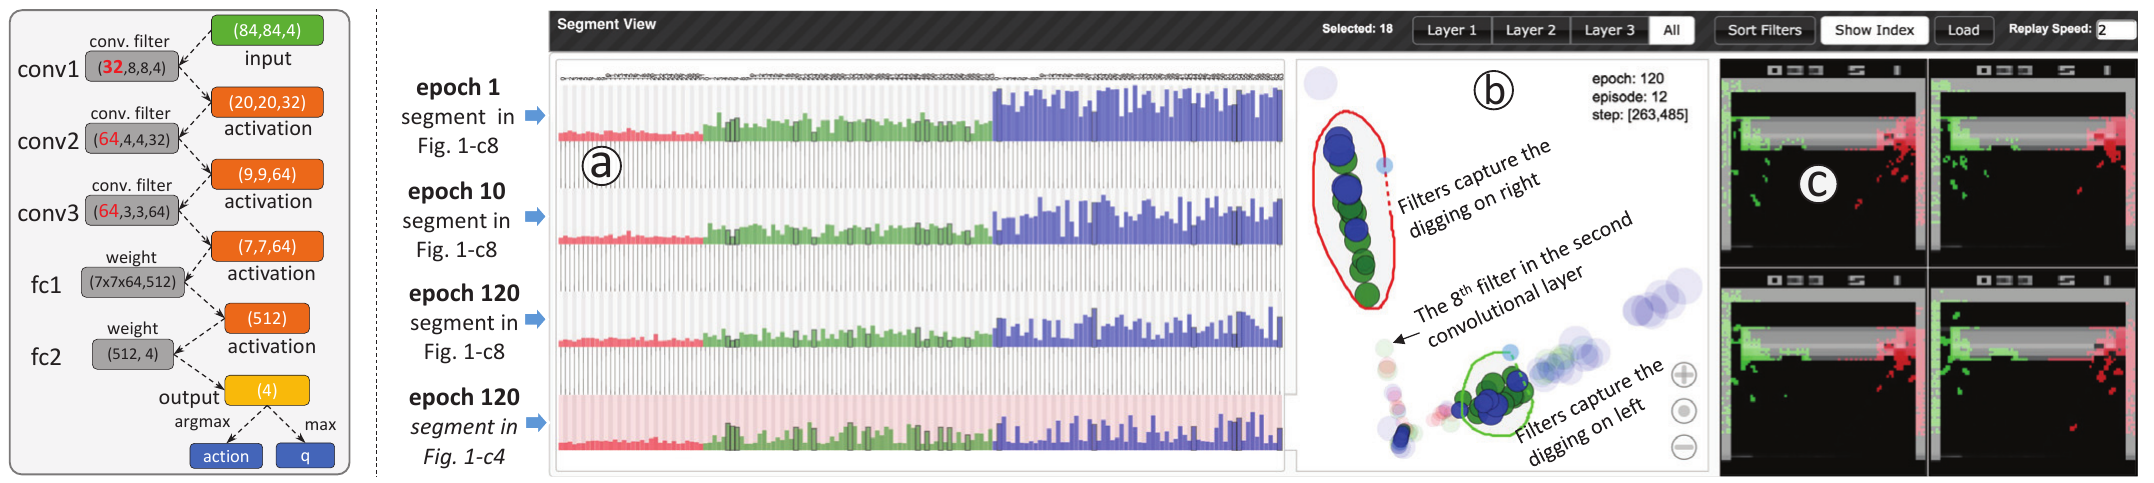 (84,84,4)
input
conv. filter
conv1
(32,8,8,4)
(20,20,32)
activation
conv. filter
conv2
(64,4,4,32)
(9,9,64)
activation
conv. filter
conv3
(64,3,3,64)
(7,7,64)
activation
weight
fc1
(7x7x64,512)
(512)
activation
weight
fc2
(512, 4)
output
(4)
argmax
max
action
q
epoch 1
segment in
Fig. 1-c8
epoch 10
segment in
Fig. 1-c8
epoch 120
segment in
Fig. 1-c8
epoch 120
segment in
Fig. 1-c4
Segment View
Selected: 18
Layer 1
Layer 2
Layer 3
All
Sort Filters
Show Index
Load
Replay Speed: 2
a
b
epoch: 120
episode: 12
step: [263,485]
Filters capture the
digging on right
The 8th filter in the second
convolutional layer
Filters capture the
digging on left
c